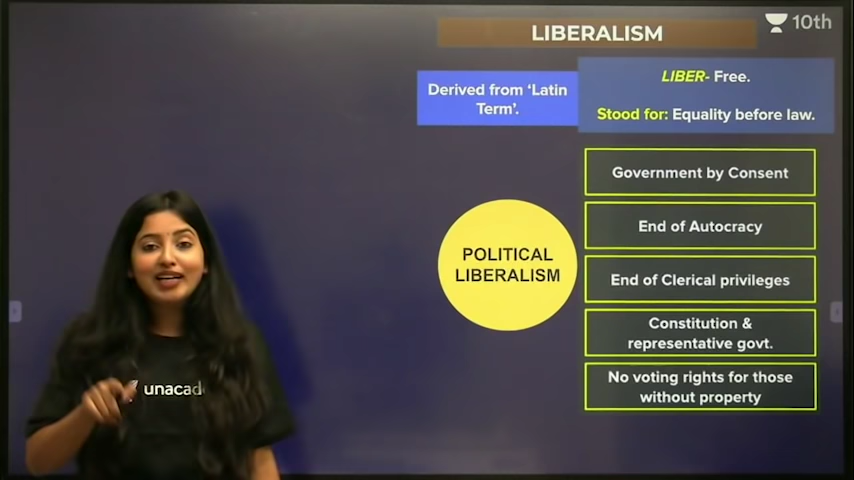 LIBERALISM
10th
Derived from ‘Latin
Term’.
LIBER- Free.
Stood for: Equality before law.
Government by Consent
End of Autocracy
POLITICAL
LIBERALISM
End of Clerical privileges
Constitution &
representative govt.
No voting rights for those
without property
unacad